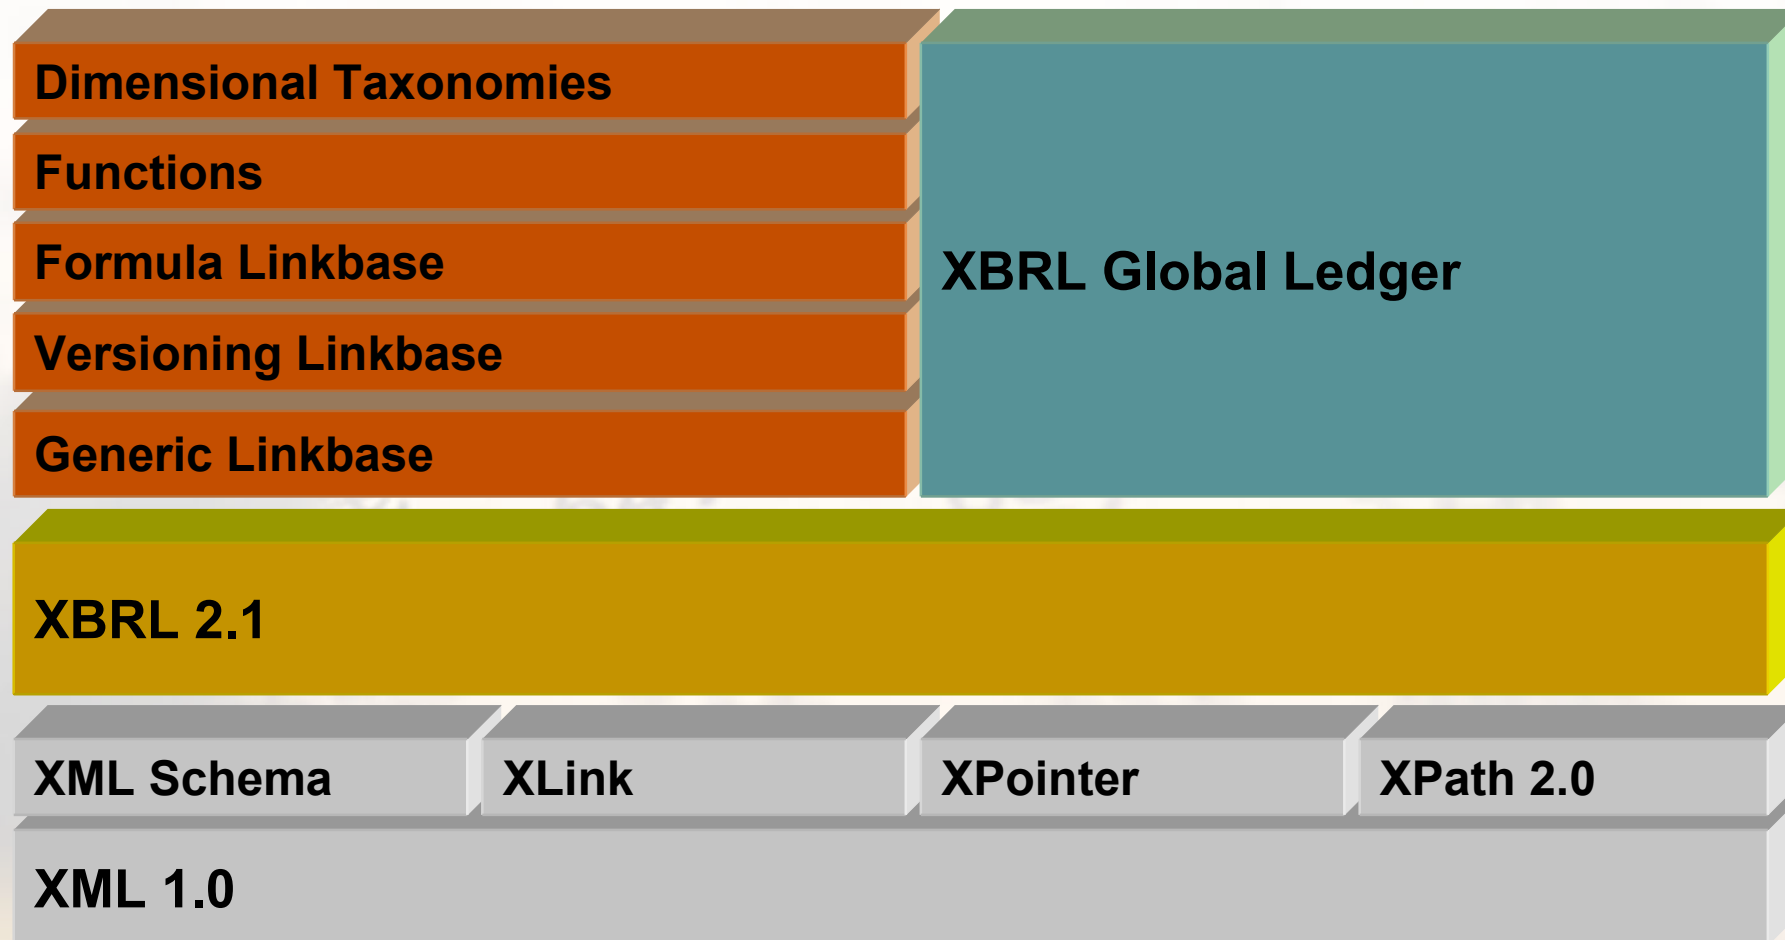 Dimensional Taxonomies
Functions
Formula Linkbase
Versioning Linkbase
Generic Linkbase
XBRL Global Ledger
XBRL 2.1
XML Schema
XLink
XPointer
XPath 2.0
XML 1.0